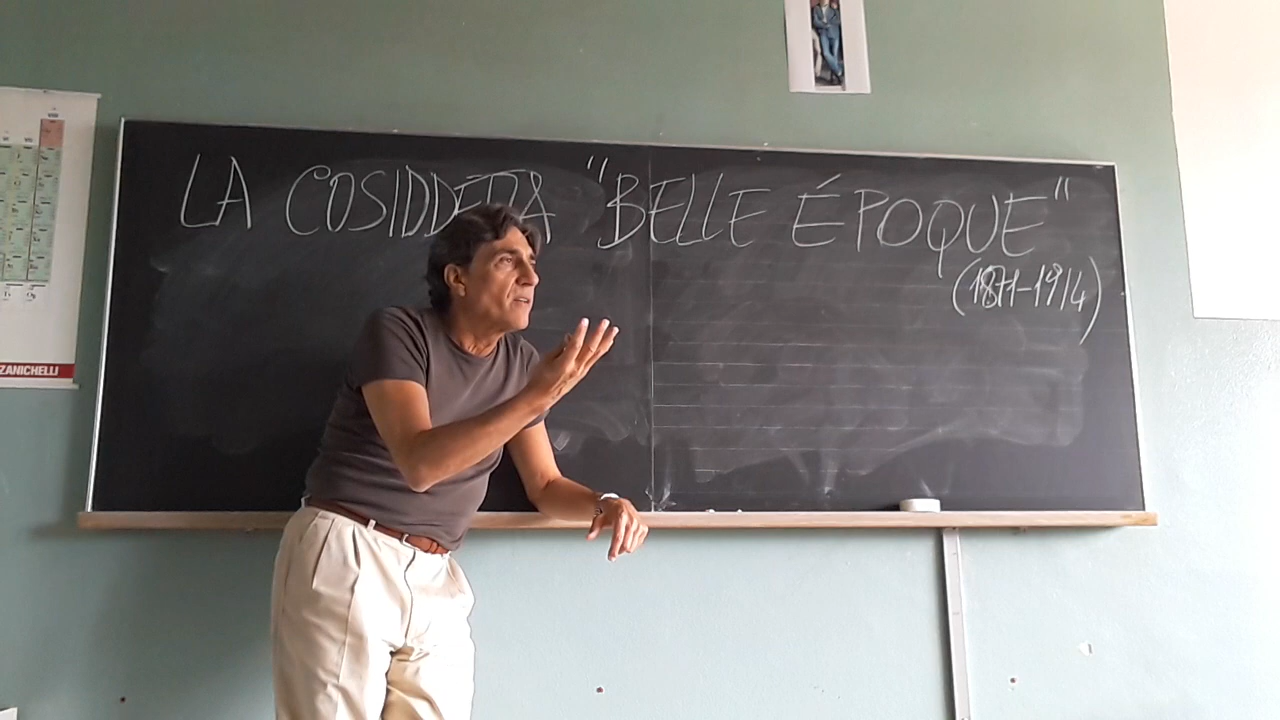 LA COSIDDETTA "BELLE ÉPOQUE"
(1871-1914)
ZANICHELLI